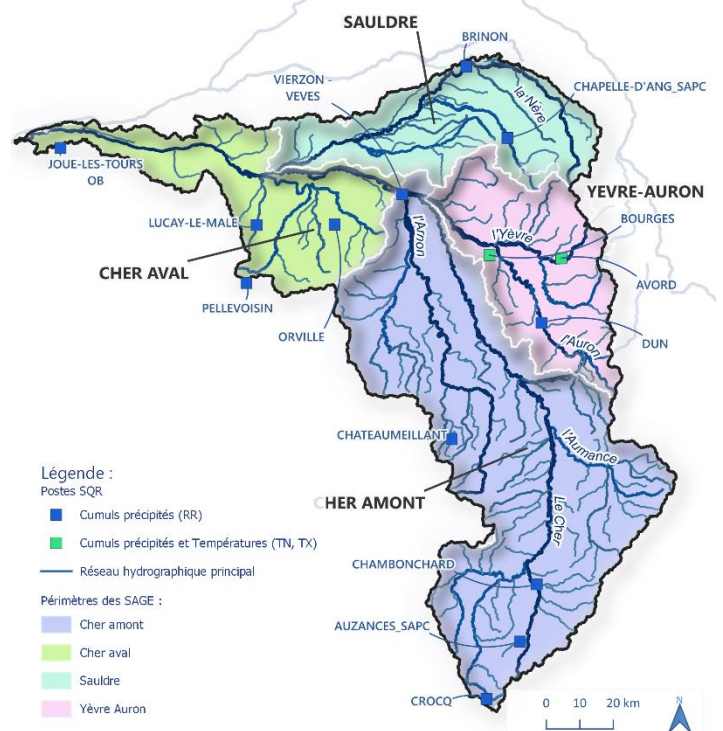 SAULDRE
BRINON
VIERZON -
VEVES
CHAPELLE-D'ANG_SAPC
la Nére
JOUE-LES-TOURS
OB
YEVRE-AURON
BOURGES
l'Yèvre
LUCAY-LE-MALE
l'Arnon
CHER AVAL
AVORD
PELLEVOISIN
ORVILLE
DUN
l'Auron
CHATEAUMEILLANT
l'Aumance
CHER AMONT
Le Cher
CHAMBONCHARD
AUZANCES_SAPC
CROCQ
Légende :
Postes SQR
Cumuls précipités (RR)
Cumuls précipités et Températures (TN, TX)
Réseau hydrographique principal
Périmètres des SAGE :
Cher amont
Cher aval
Sauldre
Yèvre Auron
0 10 20 km
N